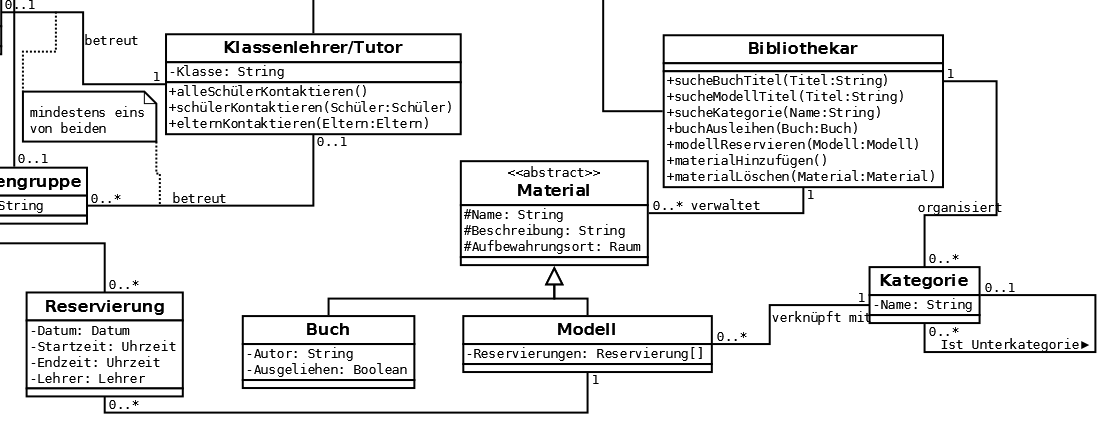 0..1
betreut
1
Klassenlehrer/Tutor
-Klasse: String
+alleSchülerKontaktieren()
+schülerKontaktieren(Schüler:Schüler)
+elternKontaktieren(Eltern:Eltern)
0..1
mindestens eins
von beiden
0..1
engruppe
String
0..*
betreut
Bibliothekar
+sucheBuchTitel(Titel:String)
+sucheModellTitel(Titel:String)
+sucheKategorie(Name:String)
+buchAusleihen(Buch:Buch)
+modellReservieren(Modell:Modell)
+materialHinzufügen()
+materialLöschen(Material:Material)
1
1
<<abstract>>
Material
#Name: String
#Beschreibung: String
#Aufbewahrungsort: Raum
0..* verwaltet
organisiert
0..*
Kategorie
-Name: String
0..1
0..*
Ist Unterkategorie▶
1
verknüpft mit
0..*
0..*
Reservierung
-Datum: Datum
-Startzeit: Uhrzeit
-Endzeit: Uhrzeit
-Lehrer: Lehrer
0..*
Buch
-Autor: String
-Ausgeliehen: Boolean
Modell
-Reservierungen: Reservierung[]
1